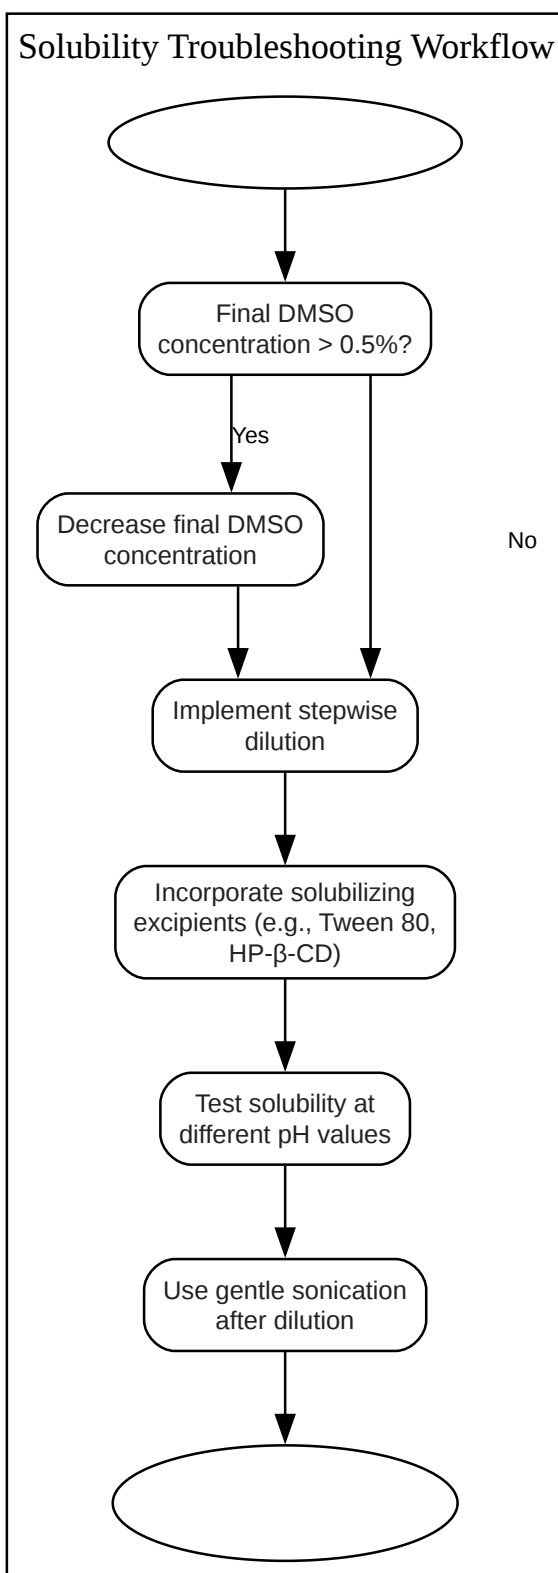 Solubility Troubleshooting Workflow
Final DMSO
concentration > 0.5%?
Yes
Decrease final DMSO
concentration
No
Implement stepwise
dilution
Incorporate solubilizing
excipients (e.g., Tween 80,
HP-β-CD)
Test solubility at
different pH values
Use gentle sonication
after dilution